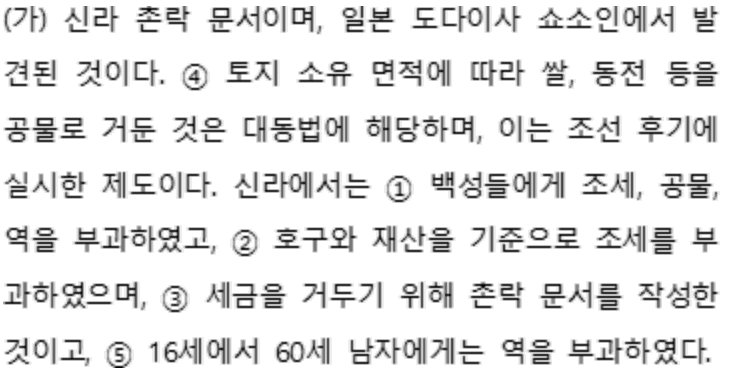 (가) 신라 촌락 문서이며, 일본 도다이사 쇼소인에서 발
견된 것이다. ④ 토지 소유 면적에 따라 쌀, 동전 등을
공물로 거둔 것은 대동법에 해당하며, 이는 조선 후기에
실시한 제도이다. 신라에서는 ① 백성들에게 조세, 공물,
역을 부과하였고, ② 호구와 재산을 기준으로 조세를 부
과하였으며, ③ 세금을 거두기 위해 촌락 문서를 작성한
것이고, ⑤ 16세에서 60세 남자에게는 역을 부과하였다.